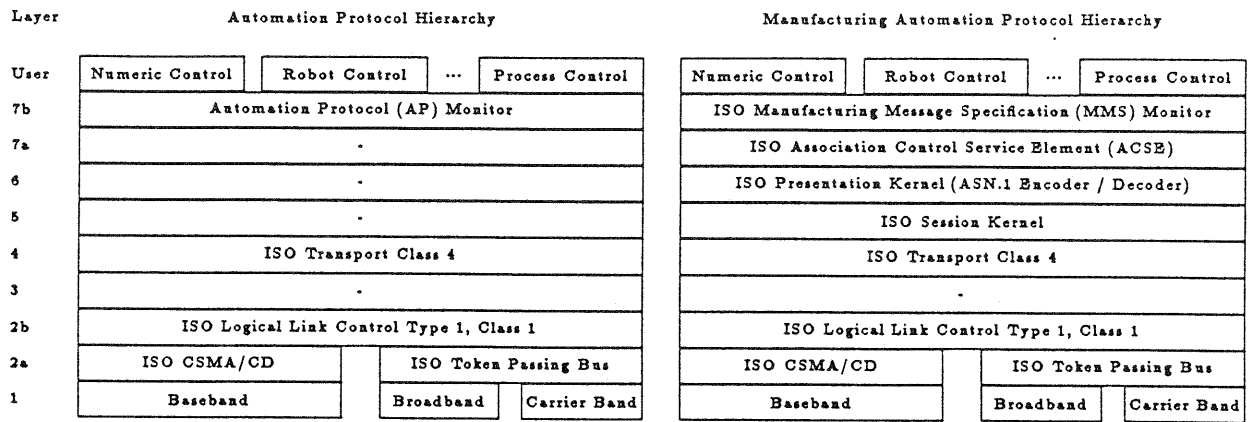 Layer Automation Protocol Hierarchy Manufacturing Automation Protocol Hierarchy
User Numeric Control Robot Control ... Process Control Numeric Control Robot Control ... Process Control
7b Automation Protocol (AP) Monitor ISO Manufacturing Message Specification (MMS) Monitor
7a - ISO Association Control Service Element (ACSE)
6 - ISO Presentation Kernel (ASN.1 Encoder / Decoder)
5 - ISO Session Kernel
4 ISO Transport Class 4 ISO Transport Class 4
3 - -
2b ISO Logical Link Control Type 1, Class 1 ISO Logical Link Control Type 1, Class 1
2a ISO CSMA/CD ISO Token Passing Bus ISO CSMA/CD ISO Token Passing Bus
1 Baseband Broadband Carrier Band Baseband Broadband Carrier Band